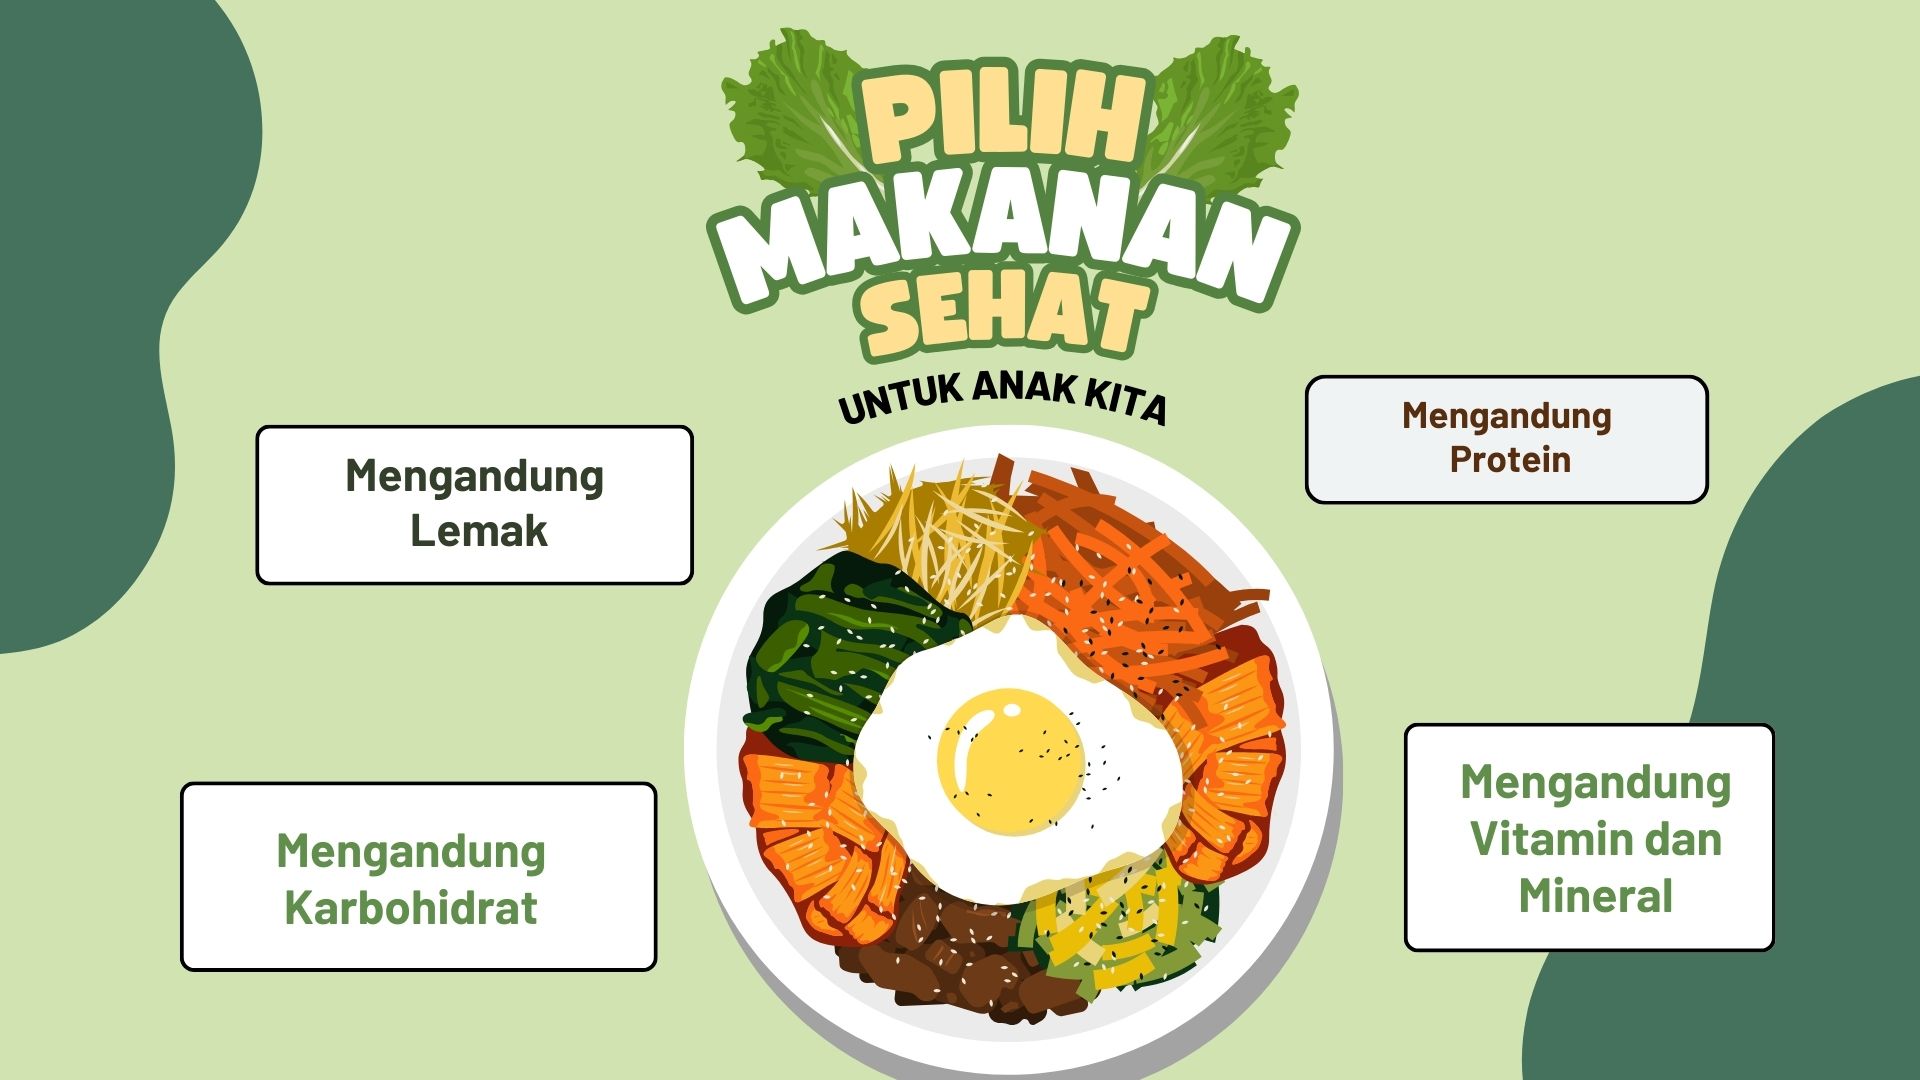 PILIH
MAKANAN
SEHAT
UNTUK ANAK KITA
Mengandung
Lemak
Mengandung
Protein
Mengandung
Karbohidrat
Mengandung
Vitamin dan
Mineral